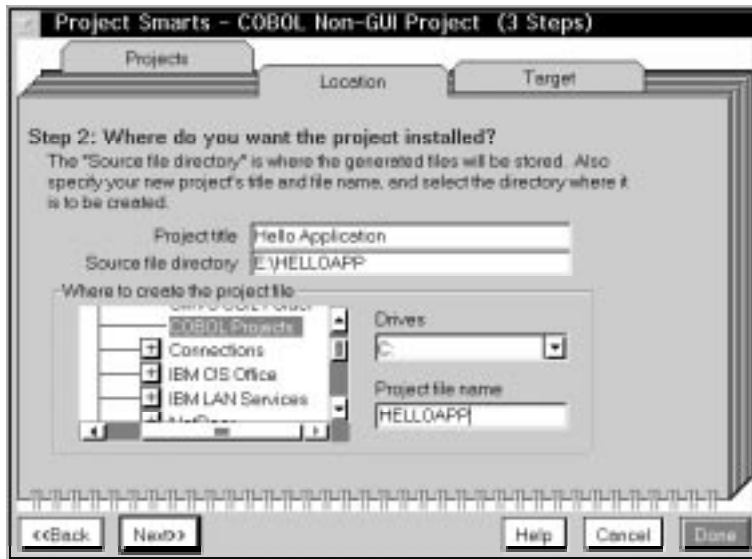 Project Smarts - COBOL Non-GUI Project (3 Steps)
Projects
Location
Target
Step 2: Where do you want the project installed?
The "Source file directory" is where the generated files will be stored. Also
specify your new project's title and file name, and select the directory where it
is to be created.
Project title Hello Application
Source file directory E:\HELLOAPP
Where to create the project file
COBOL Projects
Connections
IBM CIS Office
IBM LAN Services
Drives
C:
Project file name
HELLOAPP
<<Back
Next>>
Help
Cancel
Done